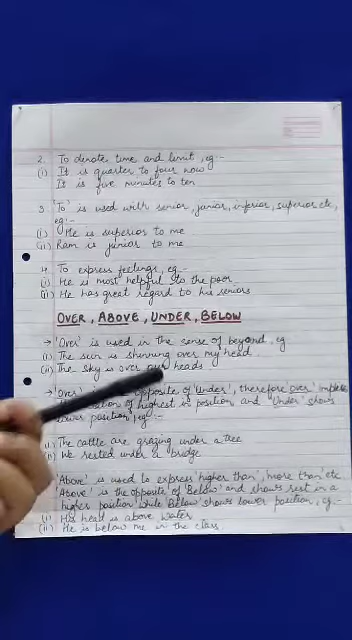 2. To denote time and limit, eg:-
(i) It is quarter to four now
It is five minutes to ten
3. 'To' is used with senior, junior, inferior, superior etc,
eg:-
(i) He is superior to me
(ii) Ram is junior to me
4. To express feelings, eg:-
(i) He is most helpful to the poor
(ii) He has great regard to his seniors
OVER, ABOVE, UNDER, BELOW
→ 'Over' is used in the sense of beyond, eg
(i) The sun is shinning over my head
(ii) The sky is over our heads
→ 'Over' opposite of 'Under', therefore over
of highest in position and 'Under' shows
lower position, eg:-
(i) The cattle are grazing under a tree
(ii) We rested under a bridge
'Above' is used to express 'higher than', more than etc
'Above' is the opposite of Below and shows rest in a
higher position while Below shows lower position, eg:-
(i) His head is above water
(ii) He is below me in the class